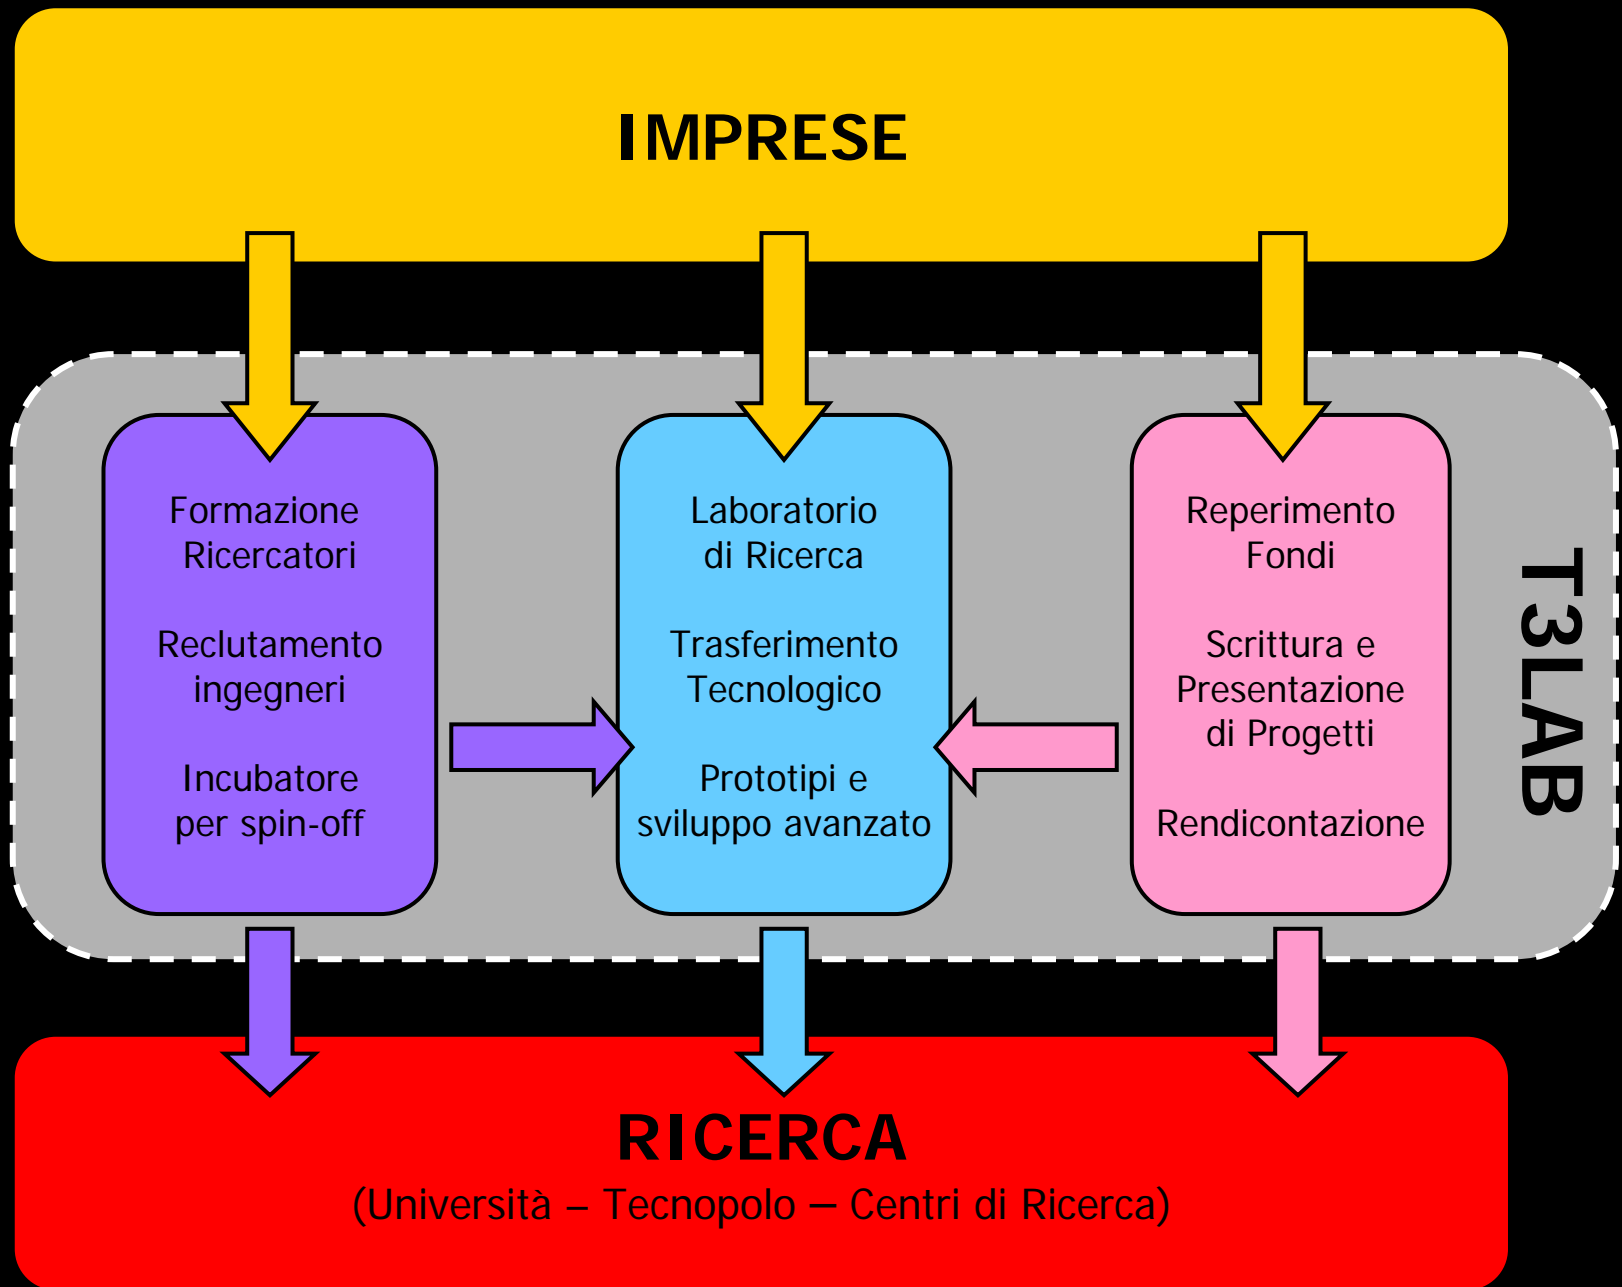 IMPRESE
Formazione
Ricercatori
Reclutamento
ingegneri
Incubatore
per spin-off
Laboratorio
di Ricerca
Trasferimento
Tecnologico
Prototipi e
sviluppo avanzato
Reperimento
Fondi
Scrittura e
Presentazione
di Progetti
Rendicontazione
T3LAB
RICERCA
(Università – Tecnopolo – Centri di Ricerca)